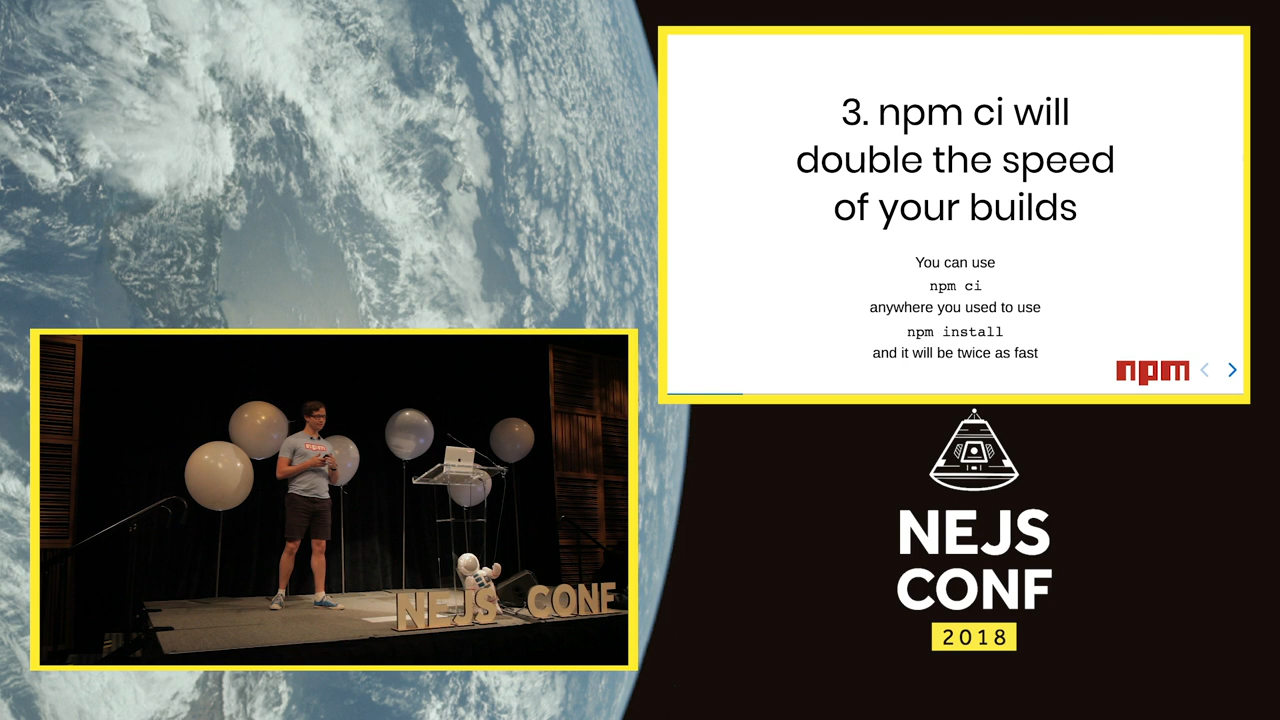 3. npm ci will
double the speed
of your builds
You can use
npm ci
anywhere you used to use
npm install
and it will be twice as fast
npm
NEJS
CONF
2018
NEJS CONF